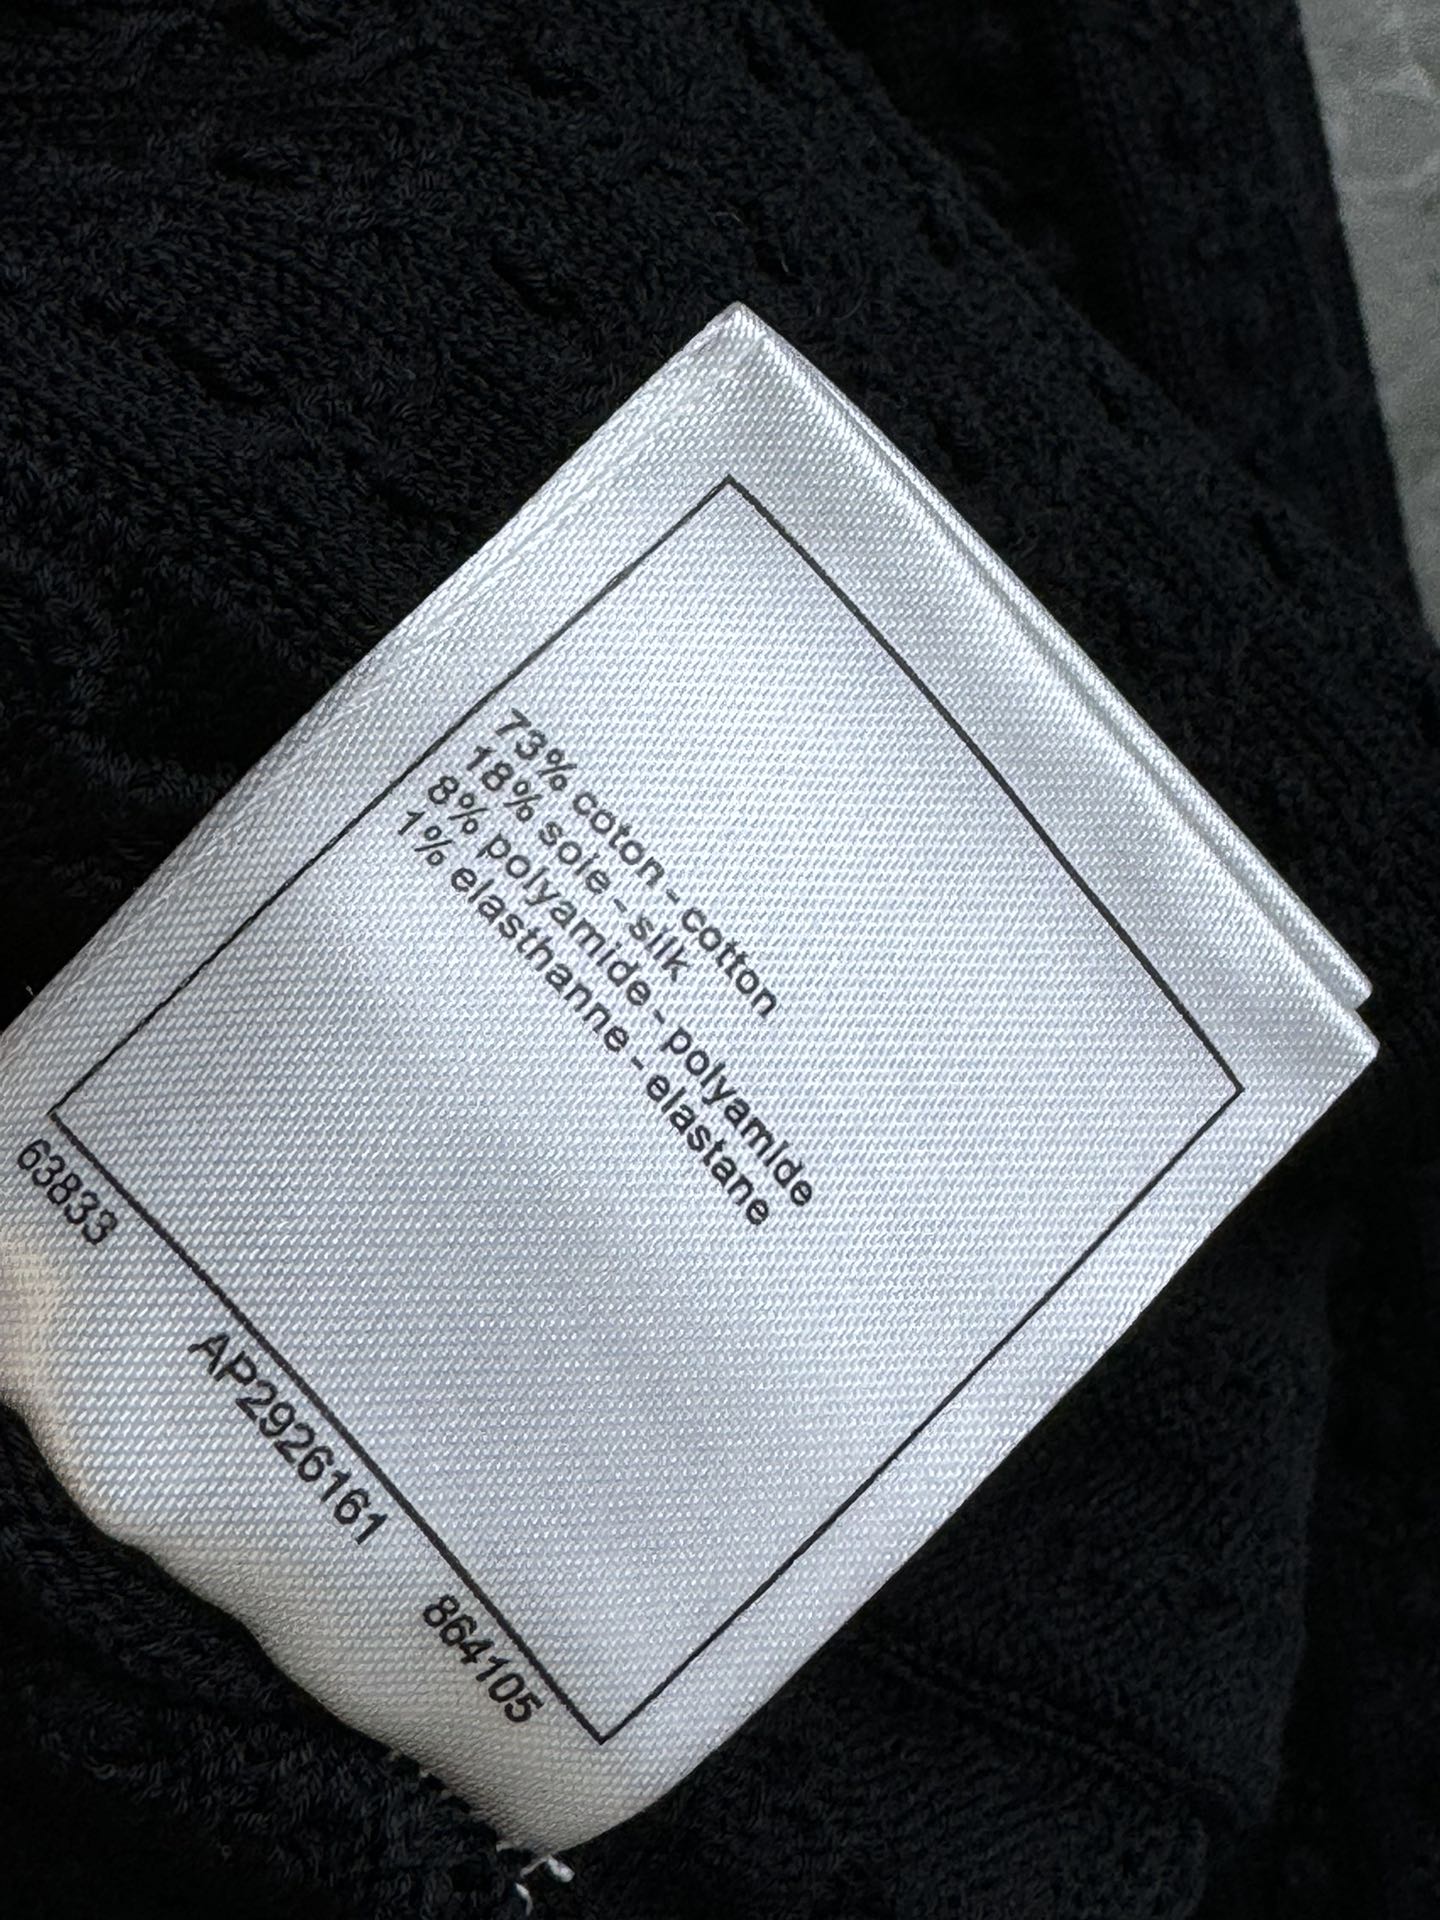 73% coton - cotton
18% soie - silk
8% polyamide - polyamide
1% elasthanne - elastane
63833 AP2926161 864105